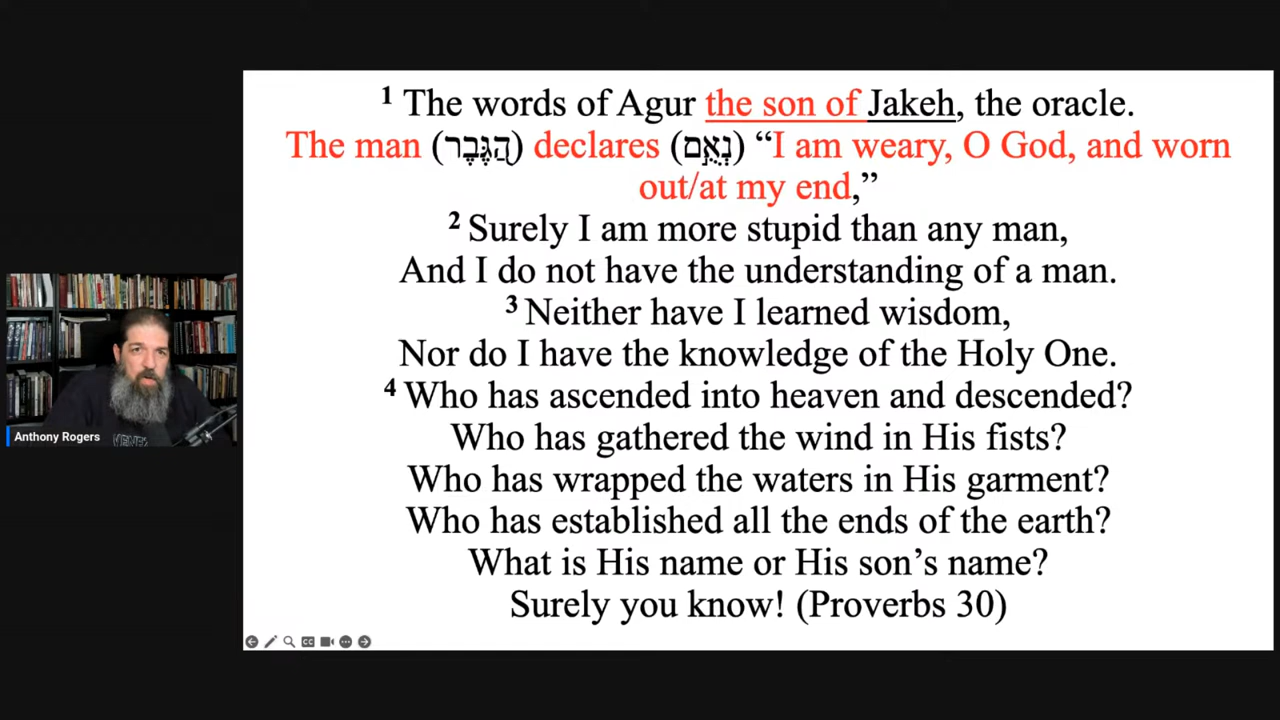 1 The words of Agur the son of Jakeh, the oracle.
The man (הַגֶּבֶר) declares (נְאֻ֣ם) “I am weary, O God, and worn
out/at my end,”
2 Surely I am more stupid than any man,
And I do not have the understanding of a man.
3 Neither have I learned wisdom,
Nor do I have the knowledge of the Holy One.
4 Who has ascended into heaven and descended?
Who has gathered the wind in His fists?
Who has wrapped the waters in His garment?
Who has established all the ends of the earth?
What is His name or His son’s name?
Surely you know! (Proverbs 30)
Anthony Rogers